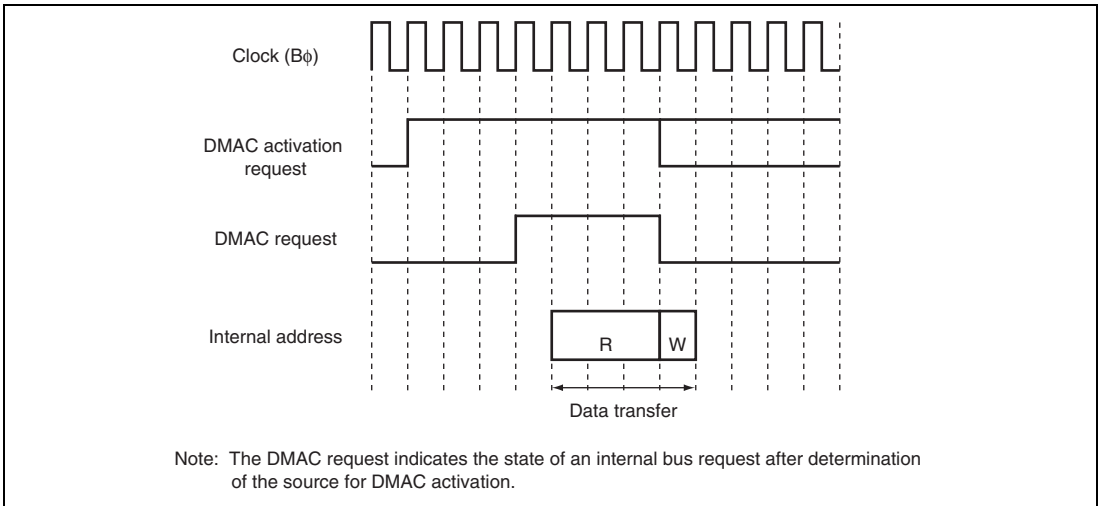 Clock (Bϕ)
DMAC activation
request
DMAC request
Internal address
R
W
Data transfer
Note: The DMAC request indicates the state of an internal bus request after determination
of the source for DMAC activation.